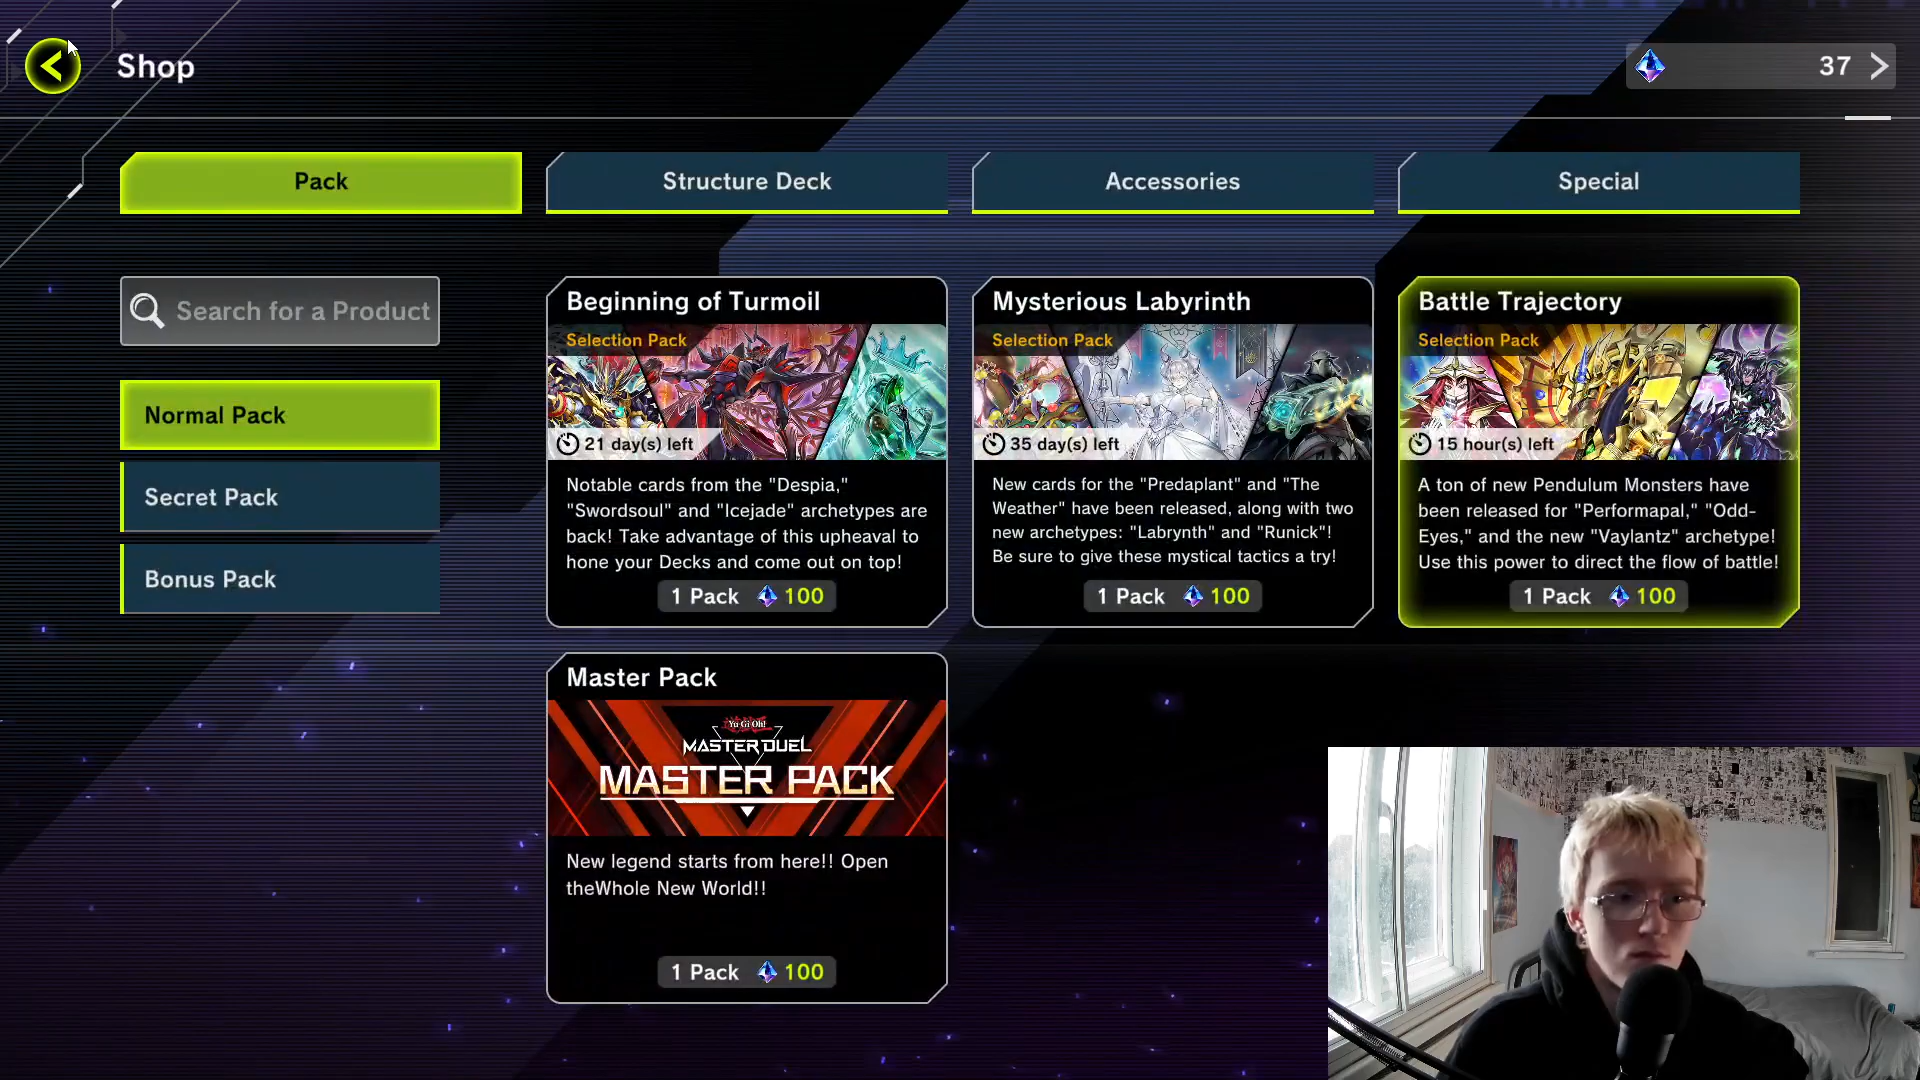 Shop
37
Pack
Structure Deck
Accessories
Special
Search for a Product
Normal Pack
Secret Pack
Bonus Pack
Beginning of Turmoil
Selection Pack
21 day(s) left
Notable cards from the "Despia,"
"Swordsoul" and "Icejade" archetypes are
back! Take advantage of this upheaval to
hone your Decks and come out on top!
1 Pack 100
Mysterious Labyrinth
Selection Pack
35 day(s) left
New cards for the "Predaplant" and "The
Weather" have been released, along with two
new archetypes: "Labrynth" and "Runick"!
Be sure to give these mystical tactics a try!
1 Pack 100
Battle Trajectory
Selection Pack
15 hour(s) left
A ton of new Pendulum Monsters have
been released for "Performapal," "Odd-
Eyes," and the new "Vaylantz" archetype!
Use this power to direct the flow of battle!
1 Pack 100
Master Pack
Yu-Gi-Oh!
MASTER DUEL
MASTER PACK
New legend starts from here!! Open
theWhole New World!!
1 Pack 100